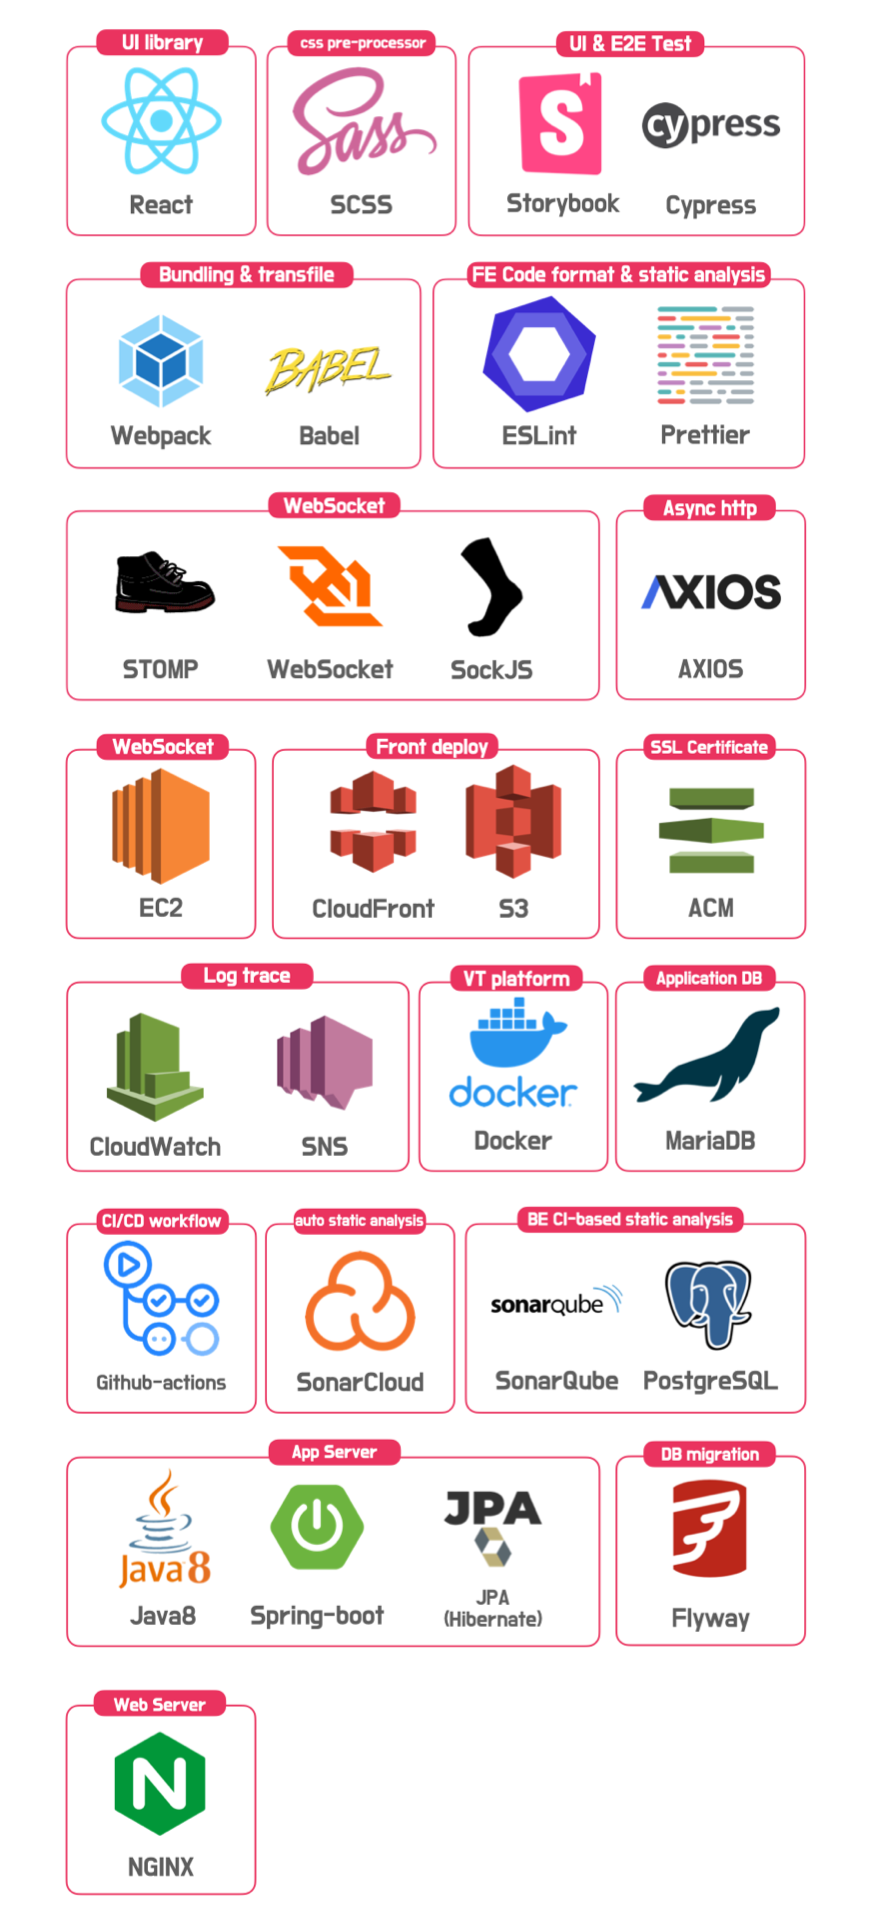 UI library
css pre-processor
UI & E2E Test
Sass
S
cypress
React
SCSS
Storybook
Cypress
Bundling & transfile
FE Code format & static analysis
BABEL
Webpack
Babel
ESLint
Prettier
WebSocket
Async http
AXIOS
STOMP
WebSocket
SockJS
AXIOS
WebSocket
Front deploy
SSL Certificate
EC2
CloudFront
S3
ACM
Log trace
VT platform
Application DB
docker
CloudWatch
SNS
Docker
MariaDB
CI/CD workflow
auto static analysis
BE CI-based static analysis
sonarqube
Github-actions
SonarCloud
SonarQube
PostgreSQL
App Server
DB migration
Java 8
JPA
Java8
Spring-boot
JPA
(Hibernate)
Flyway
Web Server
N
NGINX